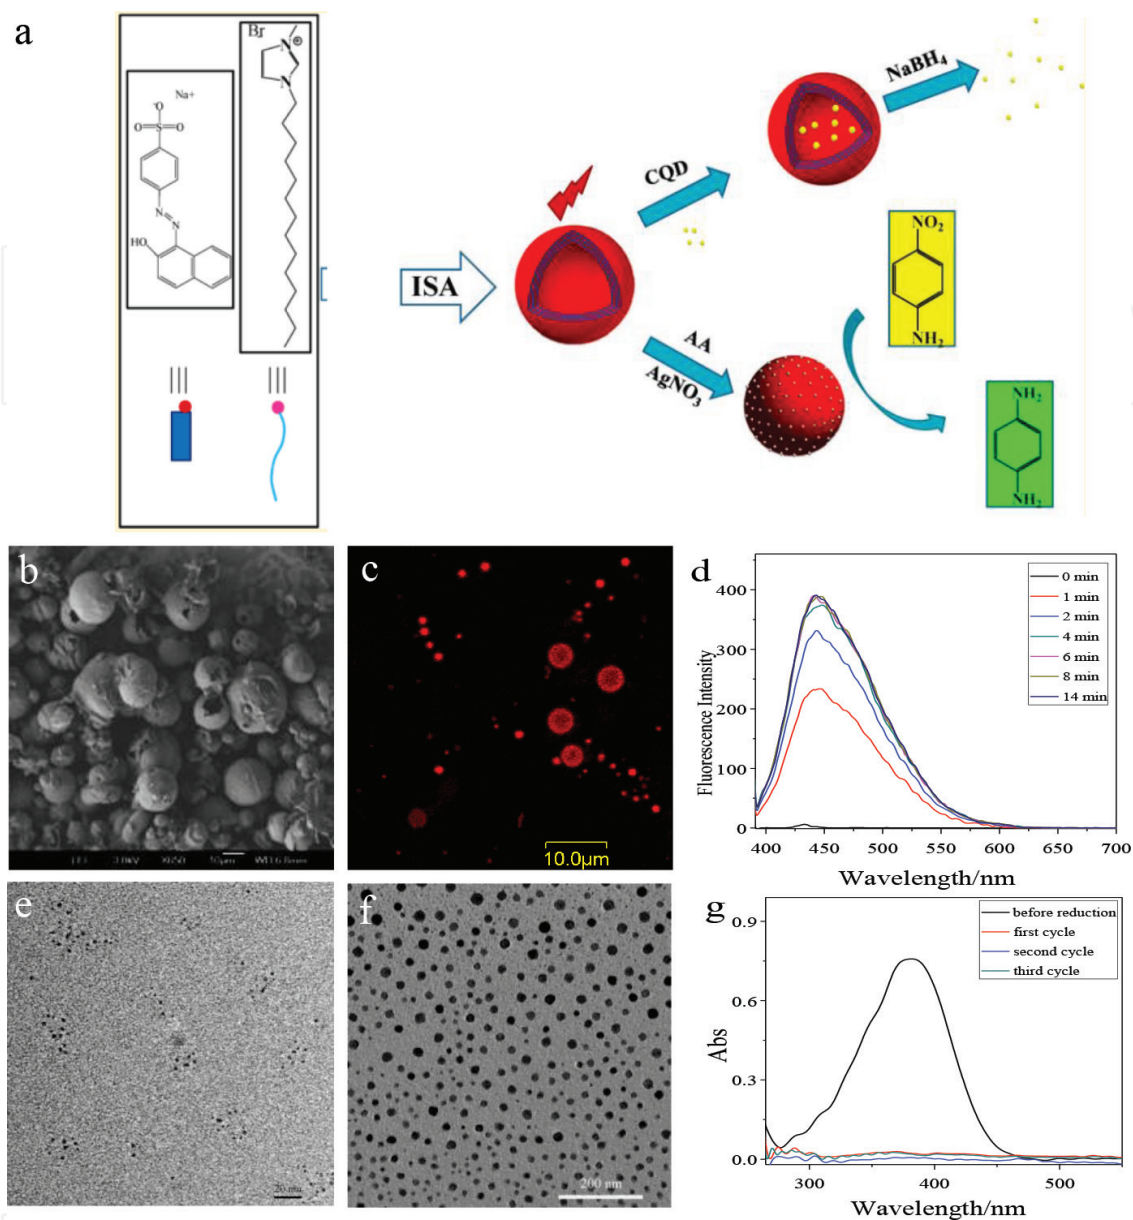 a
Br
N
⊕
N
Na+
-O
O=S=O
N=N
HO
ISA
CQD
NaBH4
AA
AgNO3
NO2
NH2
NH2
NH2
b
10μm
c
10.0μm
d
400
300
200
100
0
Fluorescence Intensity
0 min
1 min
2 min
4 min
6 min
8 min
14 min
400 450 500 550 600 650 700
Wavelength/nm
e
20 nm
f
200 nm
g
0.9
0.6
0.3
0.0
Abs
before reduction
first cycle
second cycle
third cycle
300 400 500
Wavelength/nm